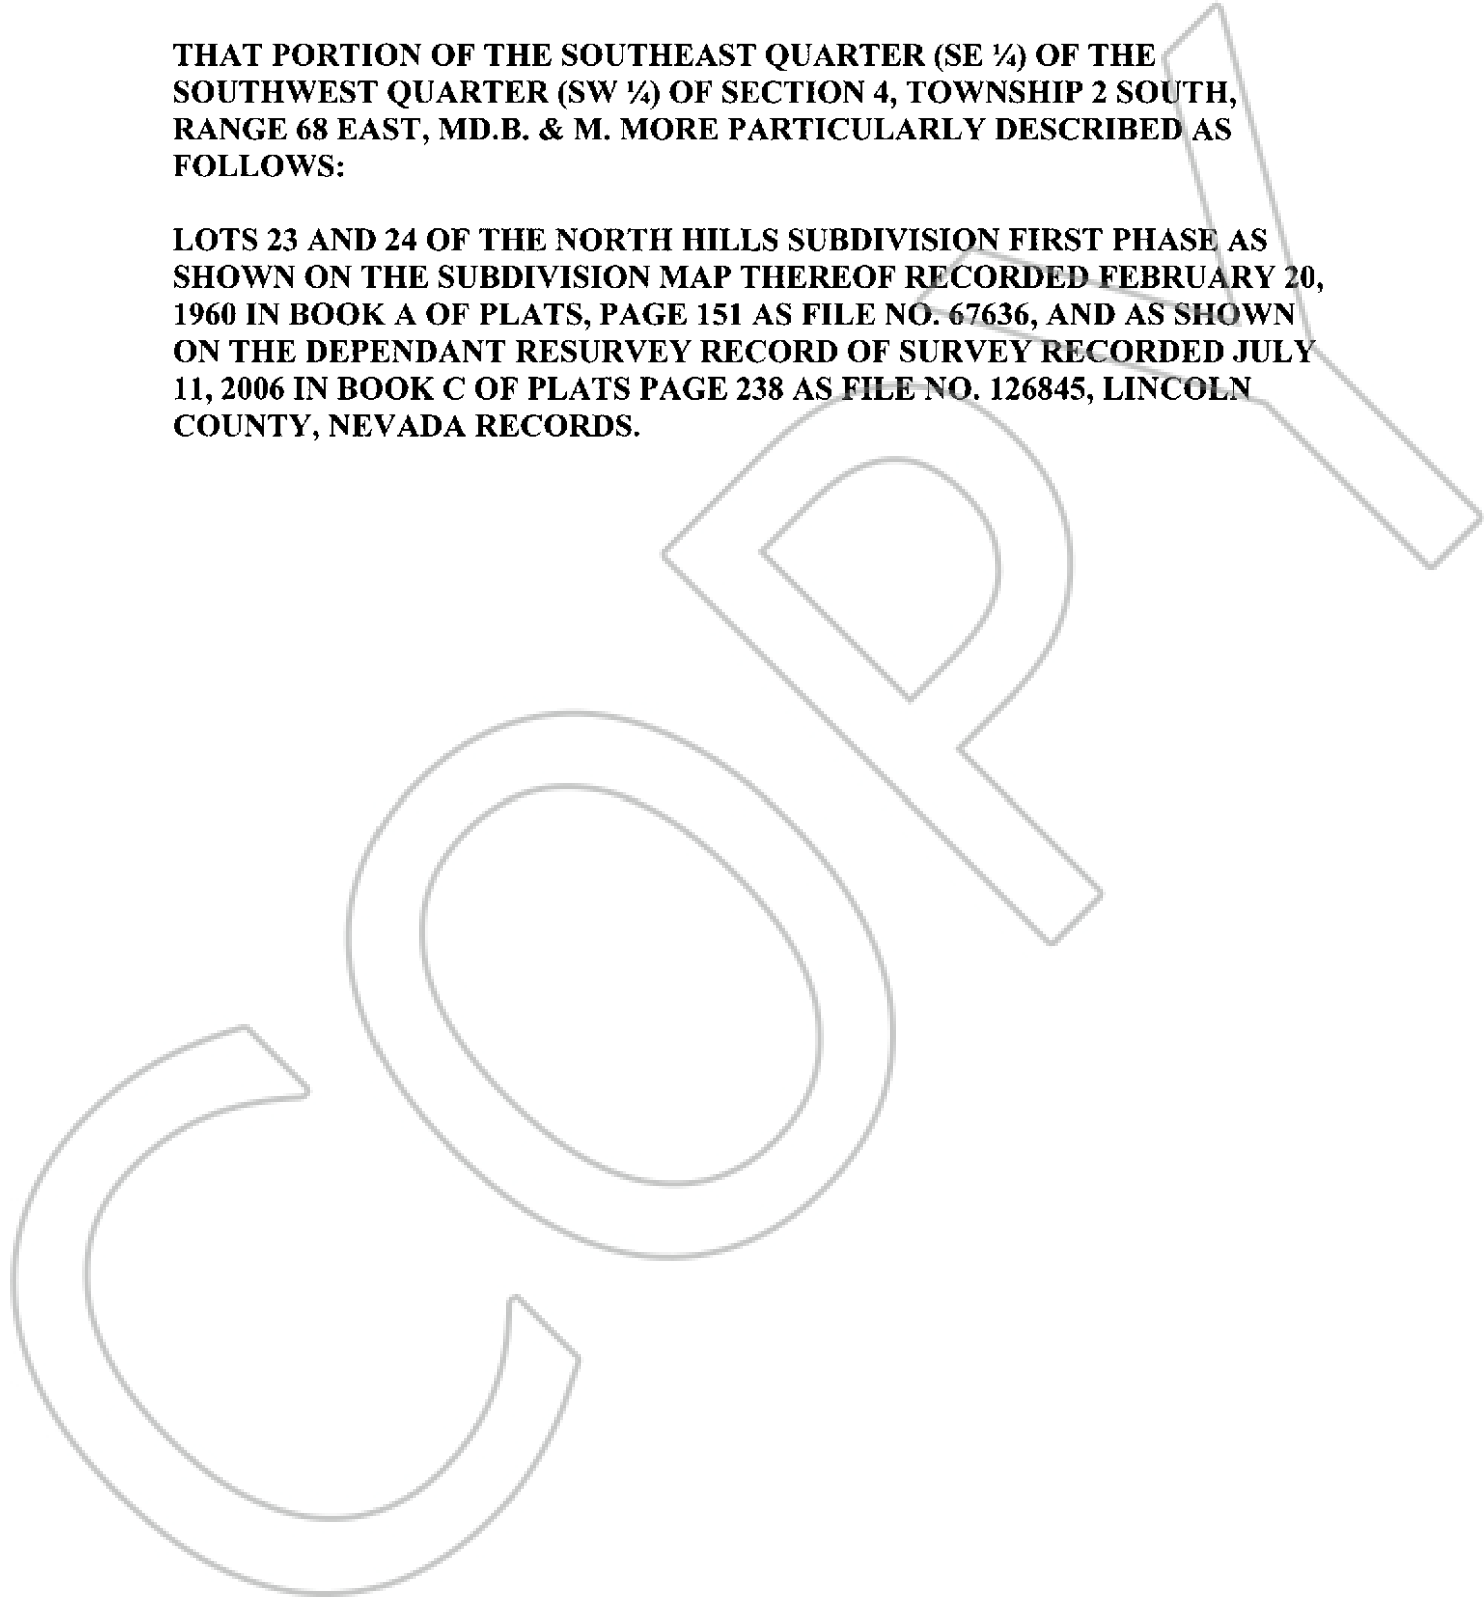 THAT PORTION OF THE SOUTHEAST QUARTER (SE ¼) OF THE
SOUTHWEST QUARTER (SW ¼) OF SECTION 4, TOWNSHIP 2 SOUTH,
RANGE 68 EAST, MD.B. & M. MORE PARTICULARLY DESCRIBED AS
FOLLOWS:
LOTS 23 AND 24 OF THE NORTH HILLS SUBDIVISION FIRST PHASE AS
SHOWN ON THE SUBDIVISION MAP THEREOF RECORDED FEBRUARY 20,
1960 IN BOOK A OF PLATS, PAGE 151 AS FILE NO. 67636, AND AS SHOWN
ON THE DEPENDANT RESURVEY RECORD OF SURVEY RECORDED JULY
11, 2006 IN BOOK C OF PLATS PAGE 238 AS FILE NO. 126845, LINCOLN
COUNTY, NEVADA RECORDS.
COPY